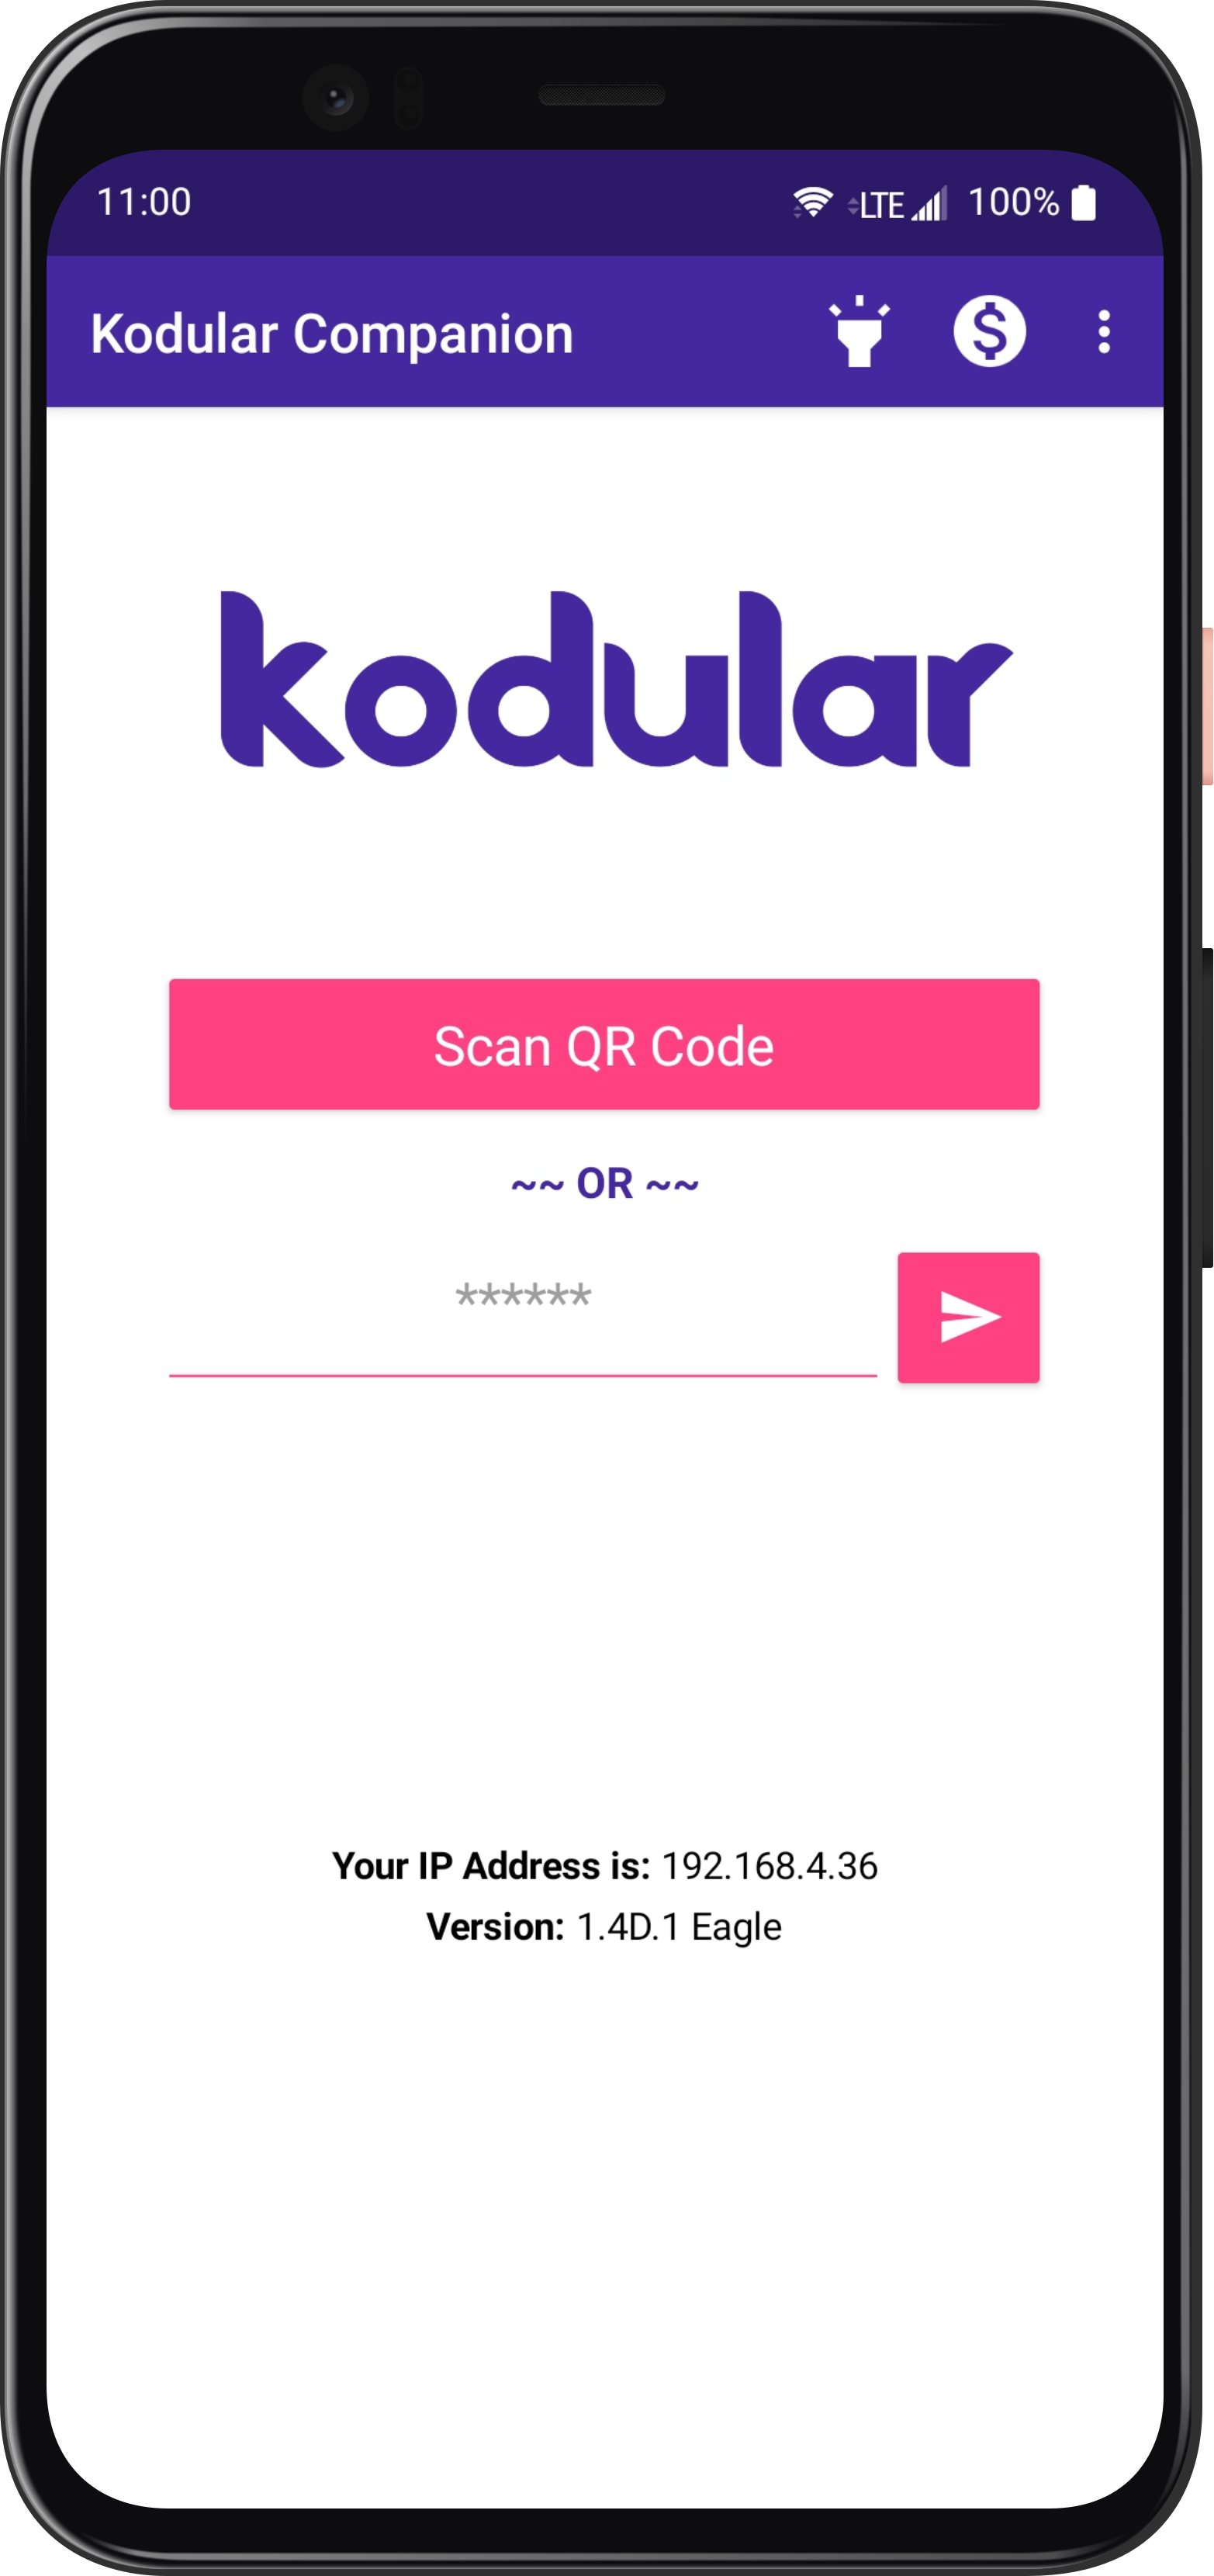 11:00 LTE 100%
Kodular Companion
kodular
Scan QR Code
~~ OR ~~
******
Your IP Address is: 192.168.4.36
Version: 1.4D.1 Eagle